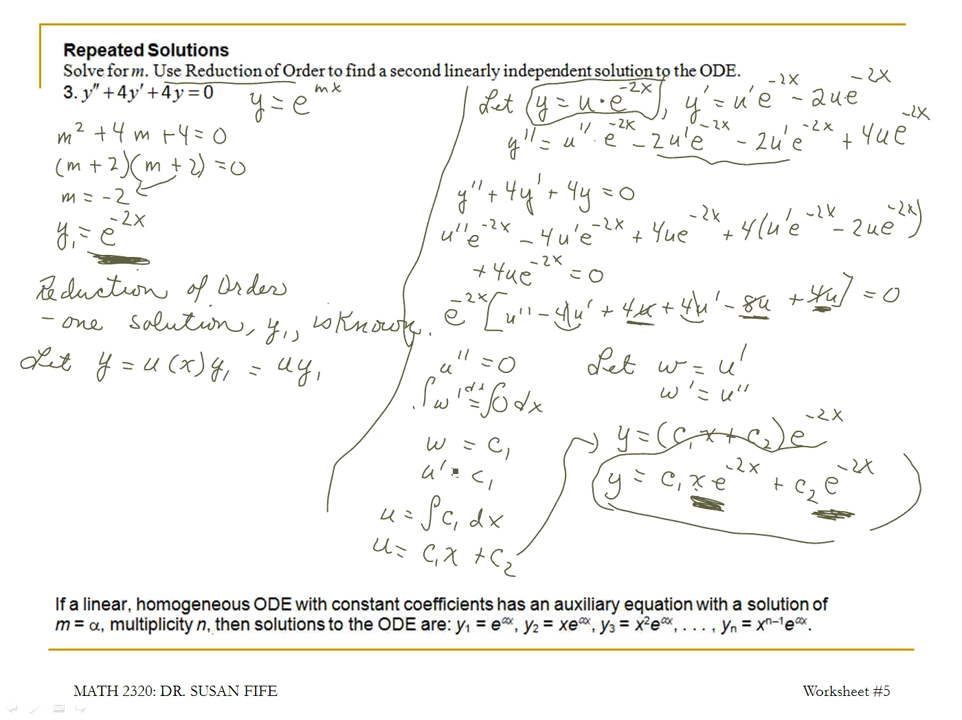 Repeated Solutions
Solve for m. Use Reduction of Order to find a second linearly independent solution to the ODE.
3. y″ + 4y′ + 4y = 0
y = e^{mx}
m² + 4m + 4 = 0
(m + 2)(m + 2) = 0
m = -2
y₁ = e^{-2x}
Reduction of Order
- one solution, y₁, is known.
Let y = u(x)y₁ = uy₁
Let y = u · e^{-2x}, y' = u'e^{-2x} - 2ue^{-2x}
y'' = u'' · e^{-2x} - 2u'e^{-2x} - 2u'e^{-2x} + 4ue^{-2x}
y'' + 4y' + 4y = 0
u''e^{-2x} - 4u'e^{-2x} + 4ue^{-2x} + 4(u'e^{-2x} - 2ue^{-2x})
+ 4ue^{-2x} = 0
e^{-2x}[u'' - 4u' + 4u + 4u' - 8u + 4u] = 0
u'' = 0
∫w' dx = ∫0 dx
w = c₁
u' = c₁
u = ∫c₁ dx
u = c₁x + c₂
Let w = u'
w' = u''
y = (c₁x + c₂)e^{-2x}
y = c₁xe^{-2x} + c₂e^{-2x}
If a linear, homogeneous ODE with constant coefficients has an auxiliary equation with a solution of
m = α, multiplicity n, then solutions to the ODE are: y₁ = e^{αx}, y₂ = xe^{αx}, y₃ = x²e^{αx}, . . . , yₙ = x^{n–1}e^{αx}.
MATH 2320: DR. SUSAN FIFE
Worksheet #5